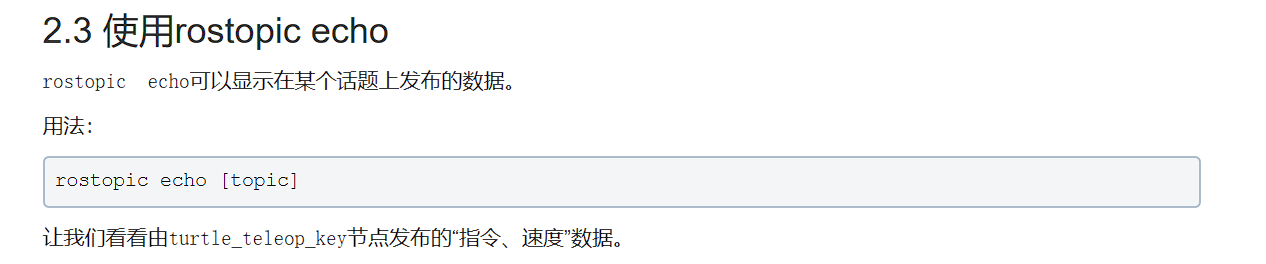 2.3 使用rostopic echo
rostopic echo可以显示在某个话题上发布的数据。
用法：
rostopic echo [topic]
让我们看看由turtle_teleop_key节点发布的“指令、速度”数据。